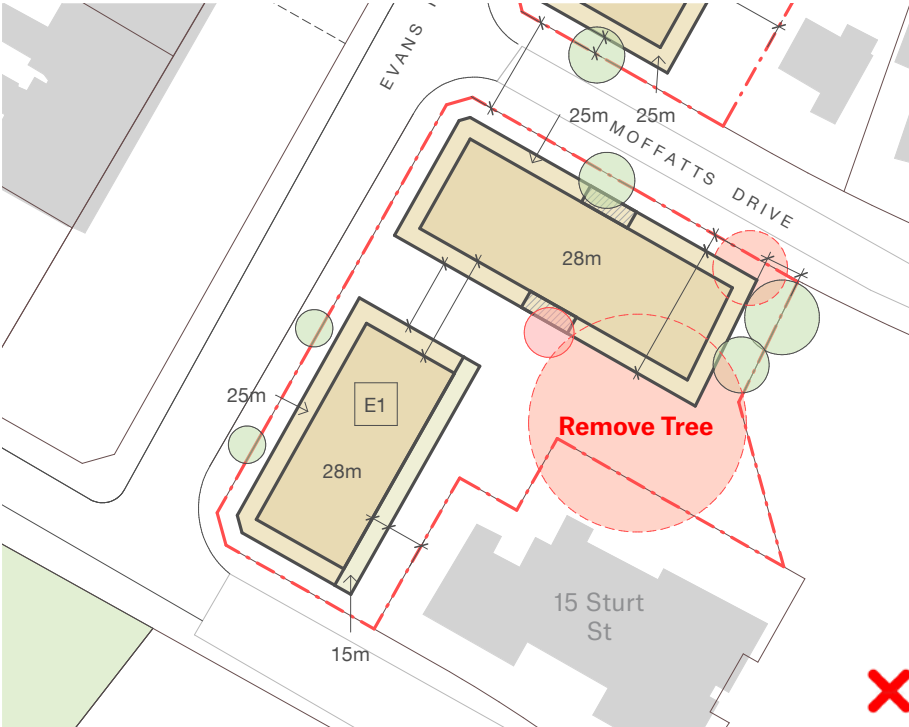 EVANS
25m
25m
MOFFATTS DRIVE
28m
25m
E1
Remove Tree
28m
15 Sturt
St
15m